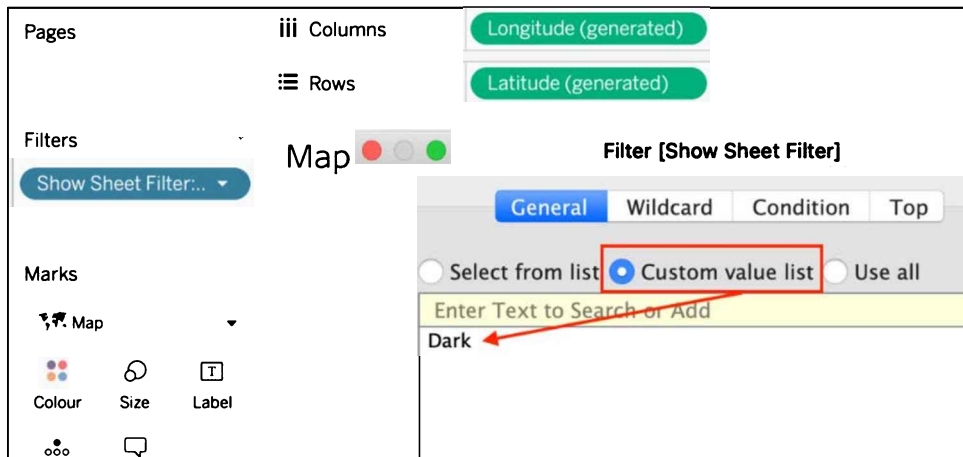 Pages
Columns
Longitude (generated)
Rows
Latitude (generated)
Filters
Show Sheet Filter:..
Map
Filter [Show Sheet Filter]
General Wildcard Condition Top
Select from list Custom value list Use all
Enter Text to Search or Add
Dark
Marks
Map
T
Colour Size Label